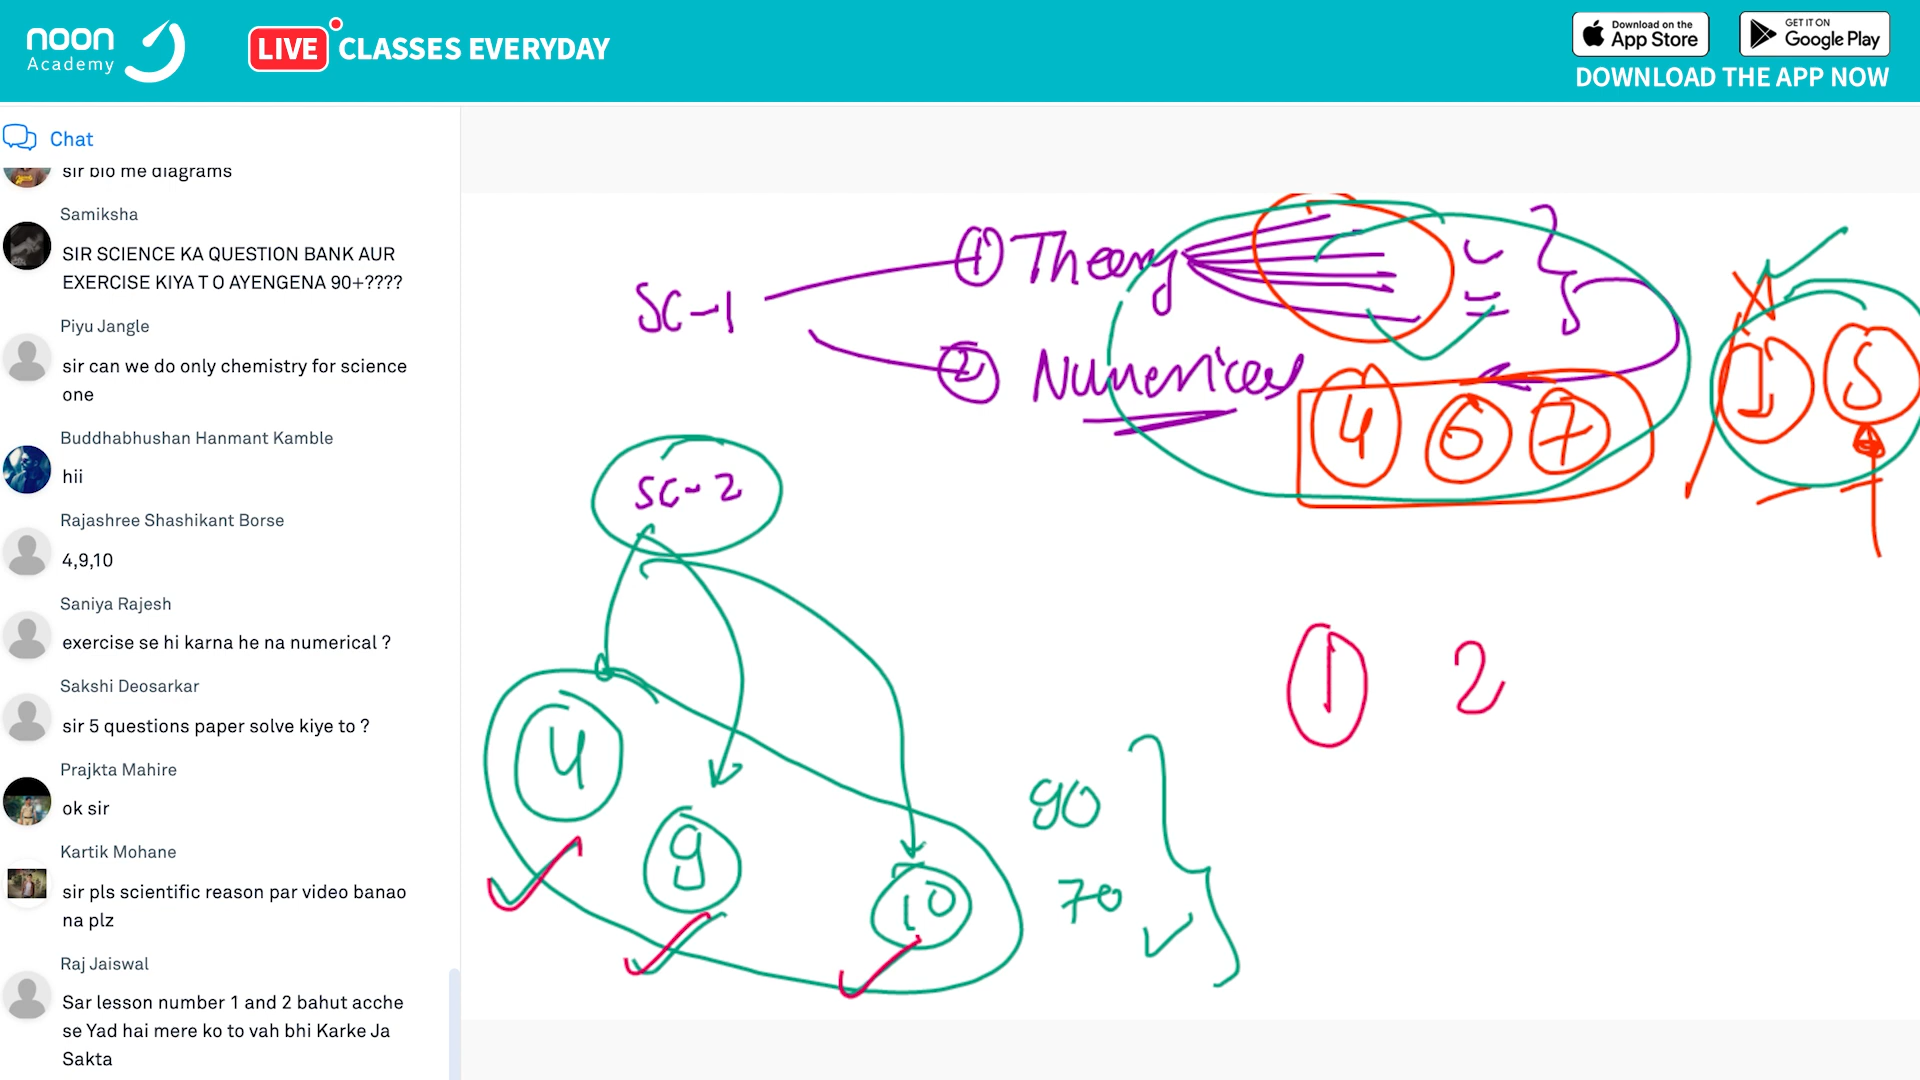 noon
Academy
LIVE CLASSES EVERYDAY
Download on the
App Store
GET IT ON
Google Play
DOWNLOAD THE APP NOW
Chat
sir bio me diagrams
Samiksha
SIR SCIENCE KA QUESTION BANK AUR
EXERCISE KIYA T O AYENGENA 90+????
Piyu Jangle
sir can we do only chemistry for science
one
Buddhabhushan Hanmant Kamble
hii
Rajashree Shashikant Borse
4,9,10
Saniya Rajesh
exercise se hi karna he na numerical ?
Sakshi Deosarkar
sir 5 questions paper solve kiye to ?
Prajkta Mahire
ok sir
Kartik Mohane
sir pls scientific reason par video banao
na plz
Raj Jaiswal
Sar lesson number 1 and 2 bahut acche
se Yad hai mere ko to vah bhi Karke Ja
Sakta
SC-1
① Theory
② Numericals
4 6 7
1 5
SC-2
4
9
10
90
70
1 2